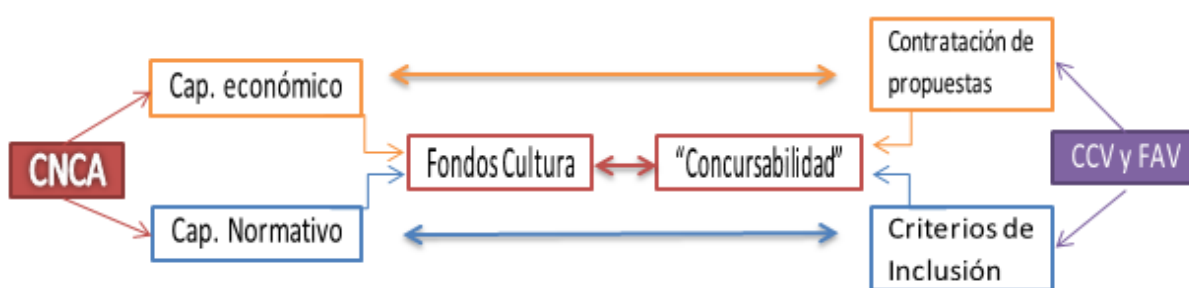 Contratación de
propuestas
Cap. económico
CNCA
Fondos Cultura
“Concursabilidad”
CCV y FAV
Cap. Normativo
Criterios de
Inclusión